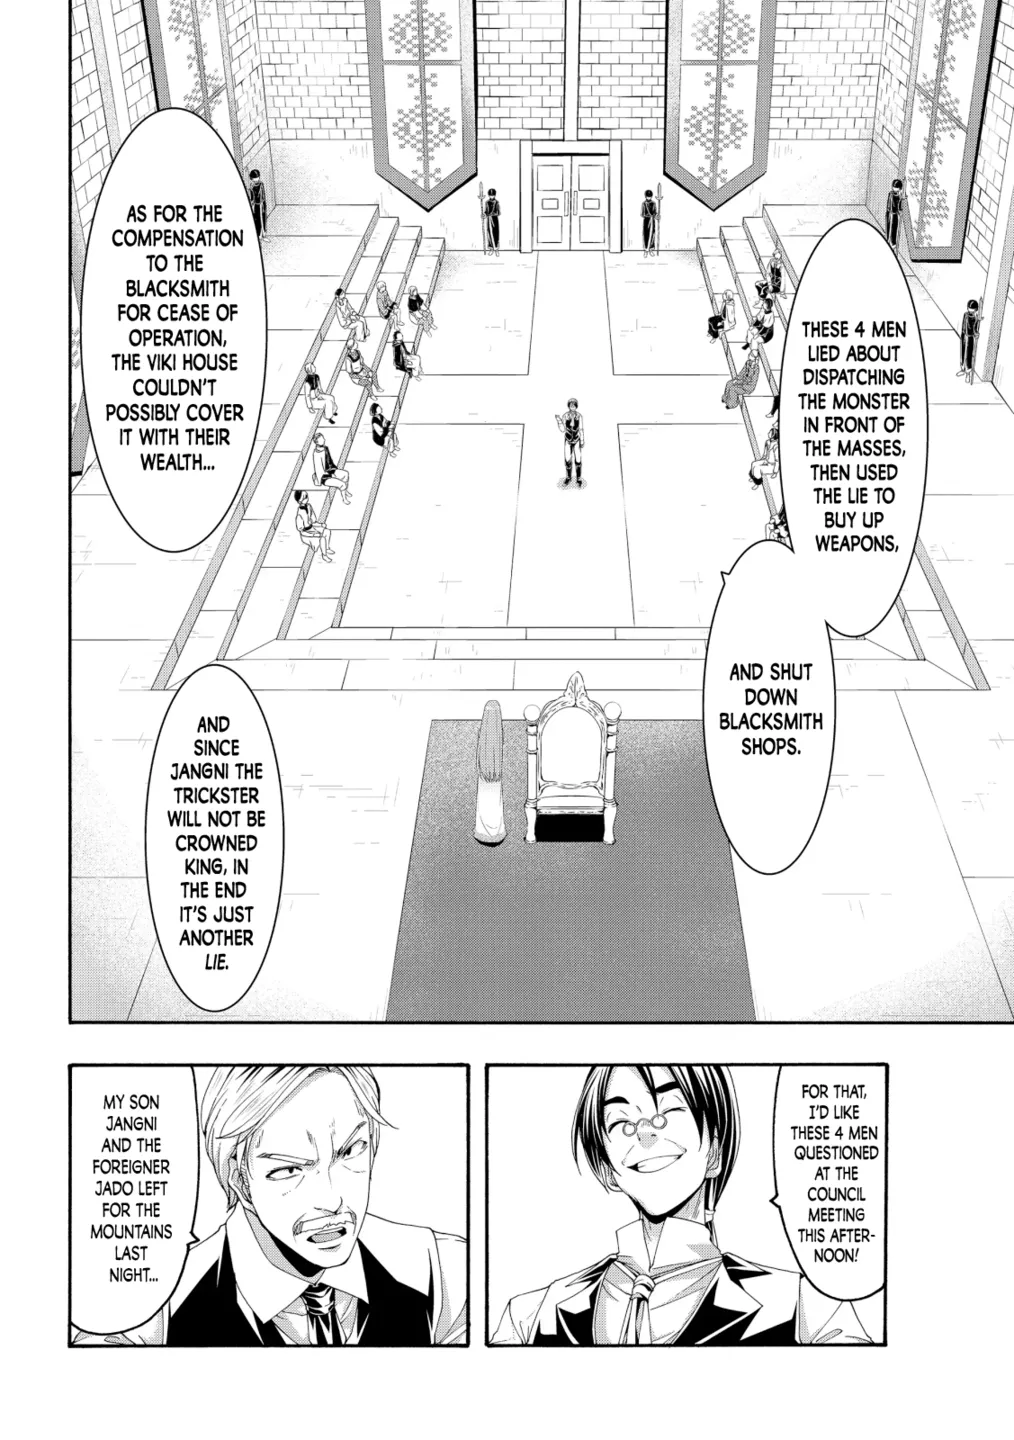 THESE 4 MEN
LIED ABOUT
DISPATCHING
THE MONSTER
IN FRONT OF
THE MASSES,
THEN USED
THE LIE TO
BUY UP
WEAPONS,
AND SHUT
DOWN
BLACKSMITH
SHOPS.
AS FOR THE
COMPENSATION
TO THE
BLACKSMITH
FOR CEASE OF
OPERATION,
THE VIKI HOUSE
COULDN'T
POSSIBLY COVER
IT WITH THEIR
WEALTH...
AND
SINCE
JANGNI THE
TRICKSTER
WILL NOT BE
CROWNED
KING, IN
THE END
IT'S JUST
ANOTHER
LIE.
FOR THAT,
I'D LIKE
THESE 4 MEN
QUESTIONED
AT THE
COUNCIL
MEETING
THIS AFTER-
NOON!
MY SON
JANGNI
AND THE
FOREIGNER
JADO LEFT
FOR THE
MOUNTAINS
LAST
NIGHT...